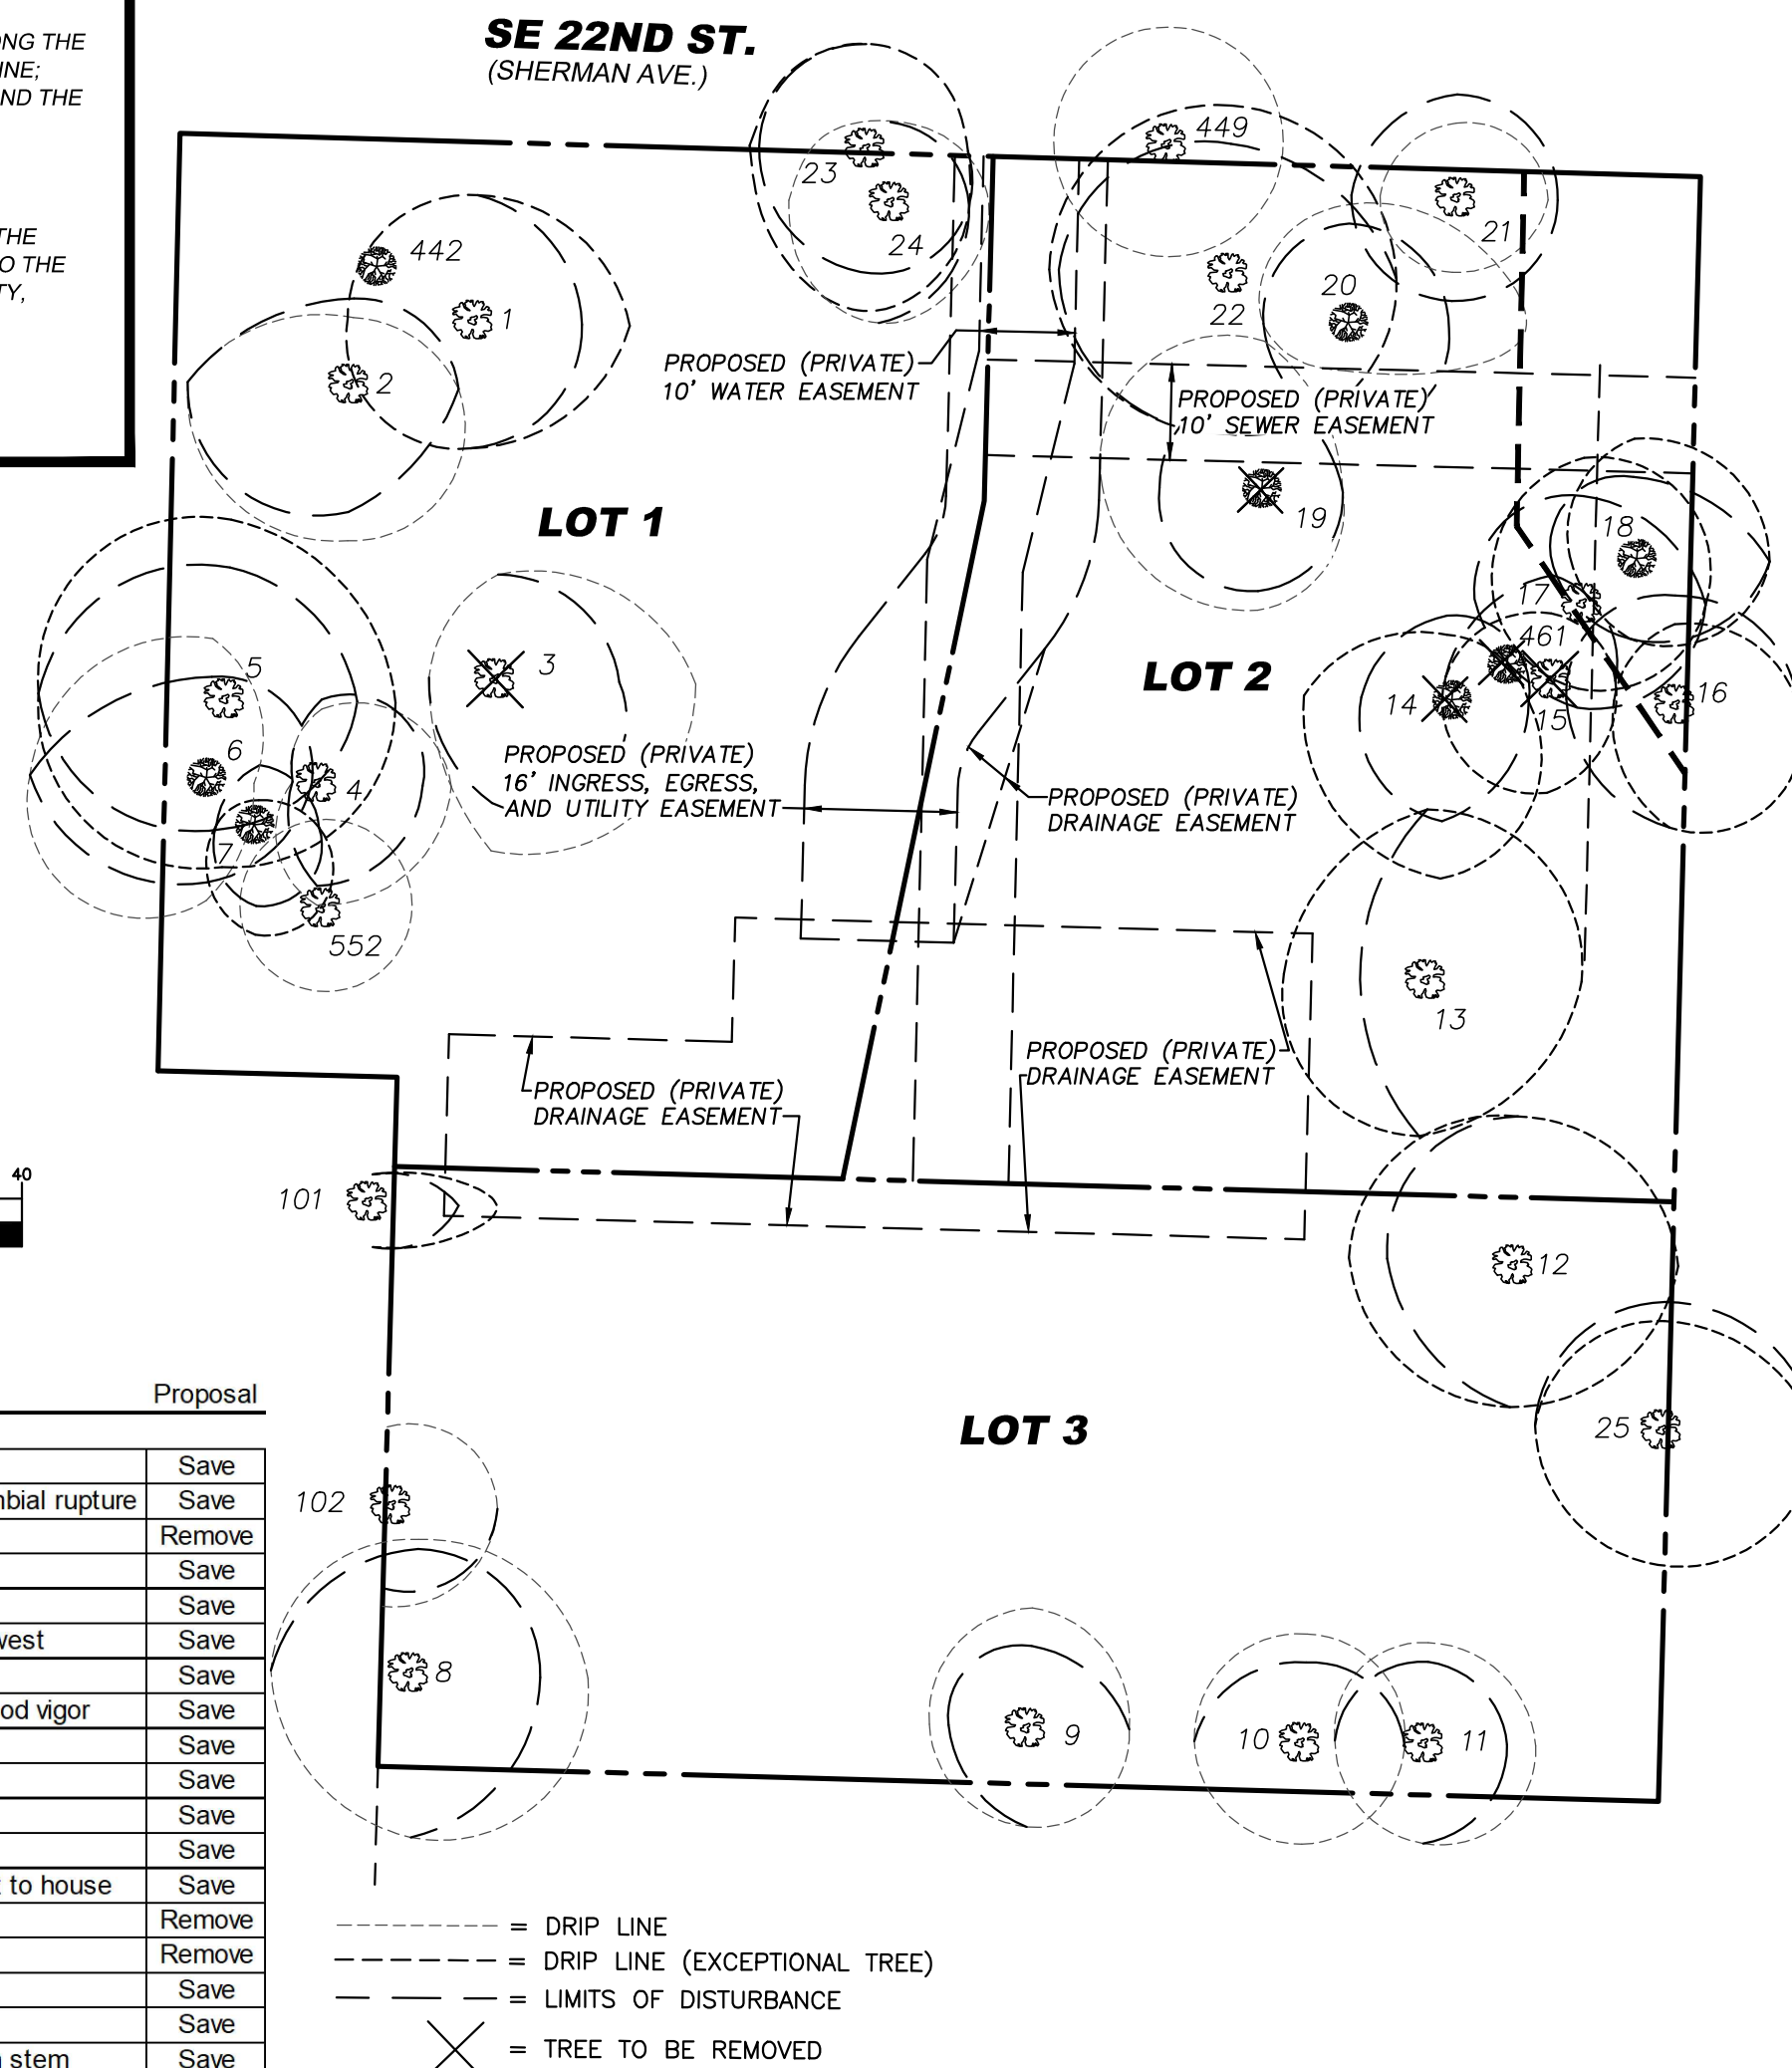 ONG THE
INE;
ND THE
THE
O THE
TY,
SE 22ND ST.
(SHERMAN AVE.)
449
23
24
21
442
1
2
20
22
PROPOSED (PRIVATE)
10' WATER EASEMENT
PROPOSED (PRIVATE)
10' SEWER EASEMENT
19
LOT 1
18
17
461
5
3
LOT 2
14
15
16
6
4
7
PROPOSED (PRIVATE)
16' INGRESS, EGRESS,
AND UTILITY EASEMENT
PROPOSED (PRIVATE)
DRAINAGE EASEMENT
552
13
PROPOSED (PRIVATE)
DRAINAGE EASEMENT
PROPOSED (PRIVATE)
DRAINAGE EASEMENT
40
101
12
LOT 3
25
102
8
9
10
11
Proposal
Save
nbial rupture Save
Remove
Save
Save
west Save
Save
od vigor Save
Save
Save
Save
Save
t to house Save
Remove
Remove
Save
Save
stem Save
= DRIP LINE
= DRIP LINE (EXCEPTIONAL TREE)
= LIMITS OF DISTURBANCE
= TREE TO BE REMOVED